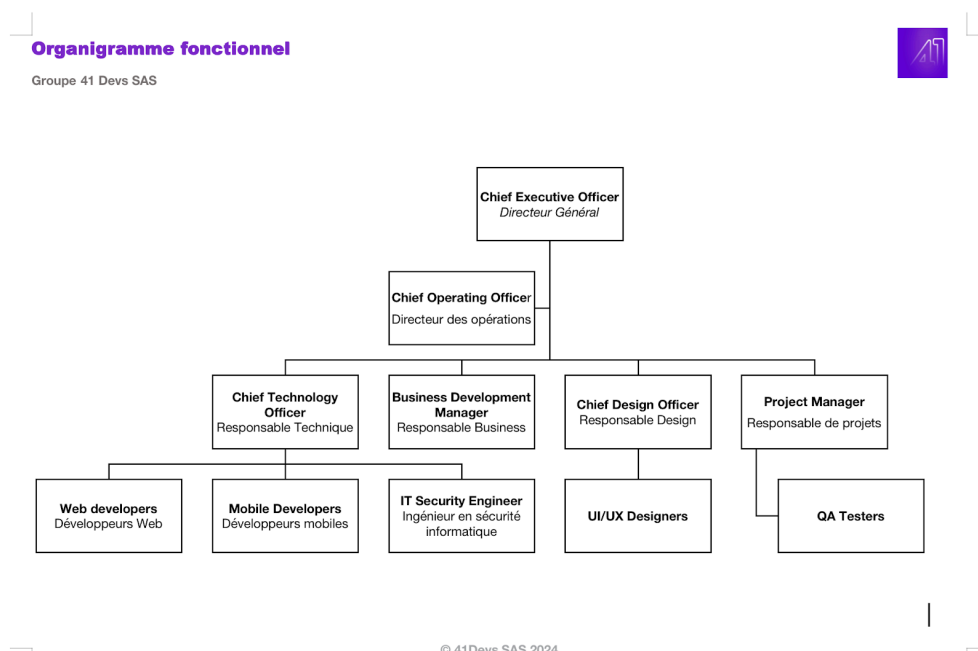 Organigramme fonctionnel
Groupe 41 Devs SAS
41
Chief Executive Officer
Directeur Général
Chief Operating Officer
Directeur des opérations
Chief Technology
Officer
Responsable Technique
Business Development
Manager
Responsable Business
Chief Design Officer
Responsable Design
Project Manager
Responsable de projets
Web developers
Développeurs Web
Mobile Developers
Développeurs mobiles
IT Security Engineer
Ingénieur en sécurité
informatique
UI/UX Designers
QA Testers
© 41Devs SAS 2024